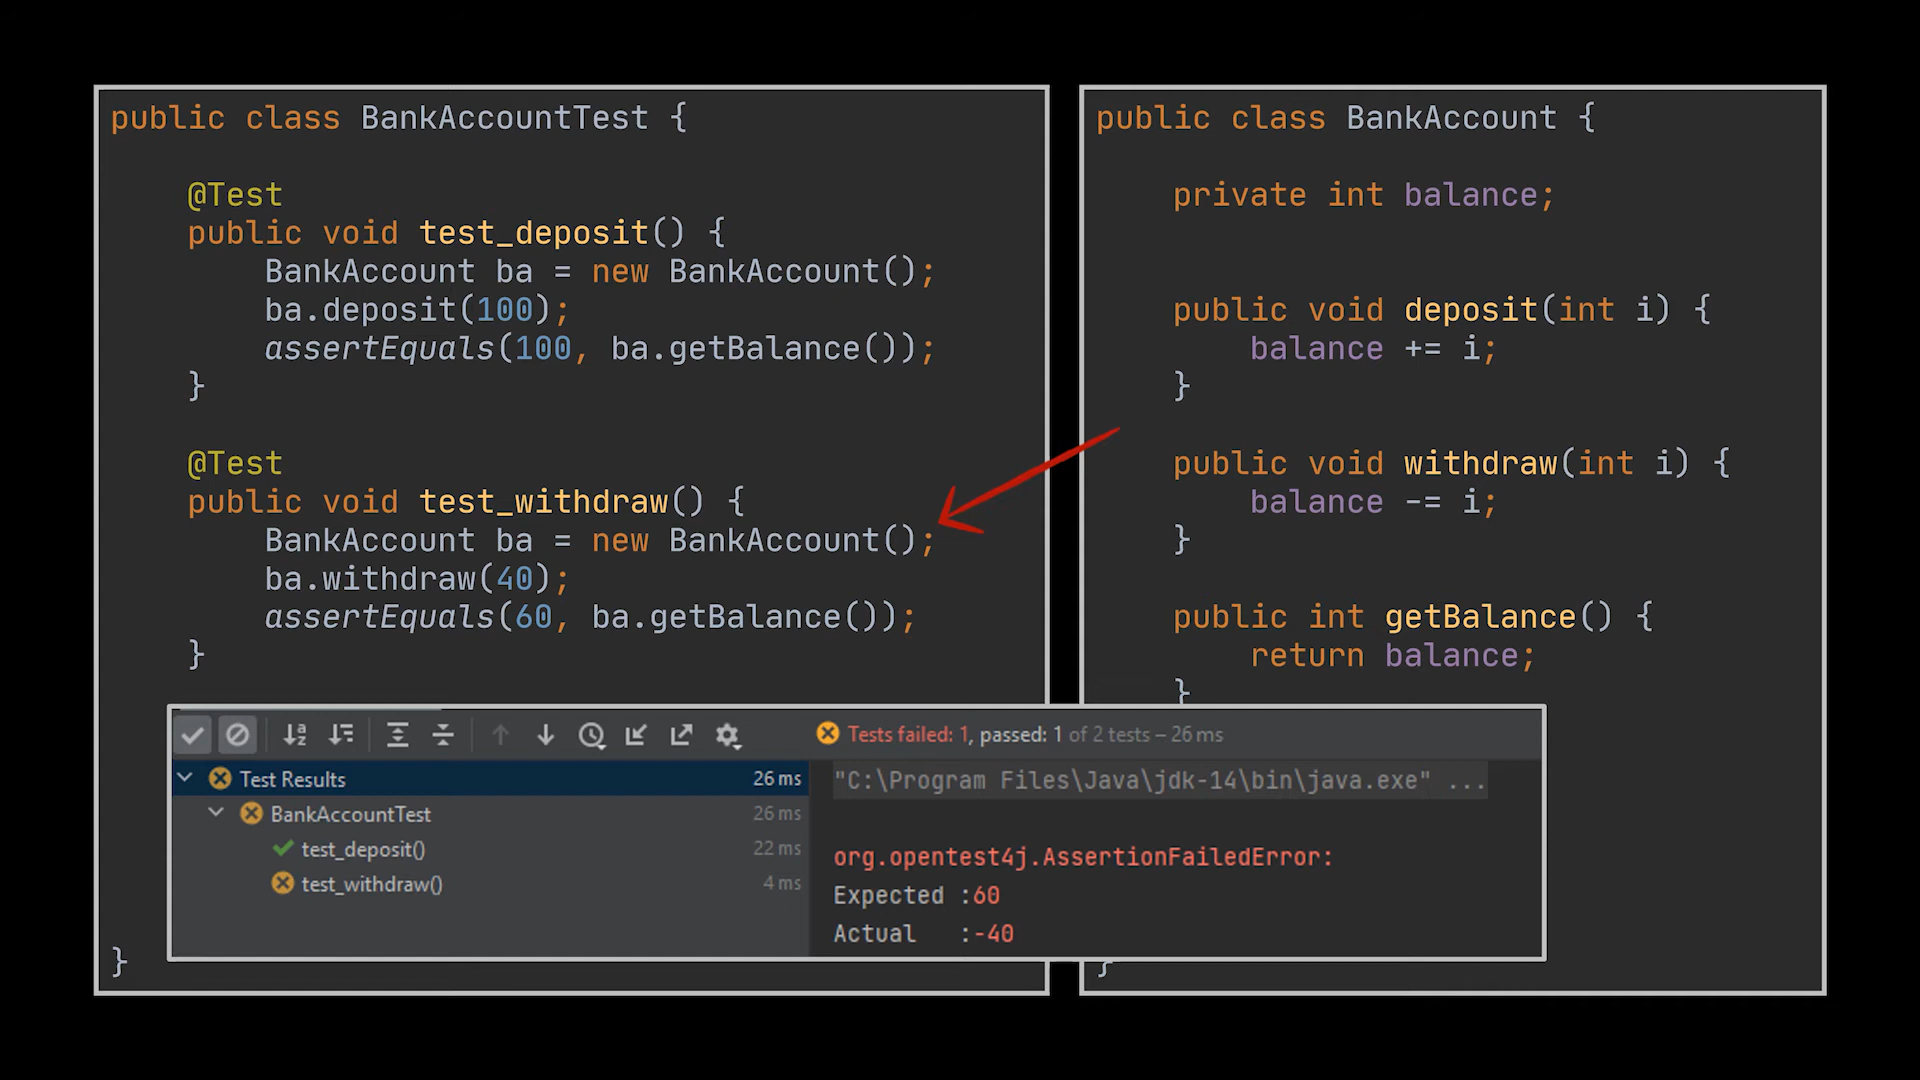 public class BankAccountTest {
@Test
public void test_deposit() {
BankAccount ba = new BankAccount();
ba.deposit(100);
assertEquals(100, ba.getBalance());
}
@Test
public void test_withdraw() {
BankAccount ba = new BankAccount();
ba.withdraw(40);
assertEquals(60, ba.getBalance());
}
}
public class BankAccount {
private int balance;
public void deposit(int i) {
balance += i;
}
public void withdraw(int i) {
balance -= i;
}
public int getBalance() {
return balance;
}
}
Tests failed: 1, passed: 1 of 2 tests – 26 ms
Test Results 26 ms
BankAccountTest 26 ms
test_deposit() 22 ms
test_withdraw() 4 ms
"C:\Program Files\Java\jdk-14\bin\java.exe" ...
org.opentest4j.AssertionFailedError:
Expected :60
Actual :-40